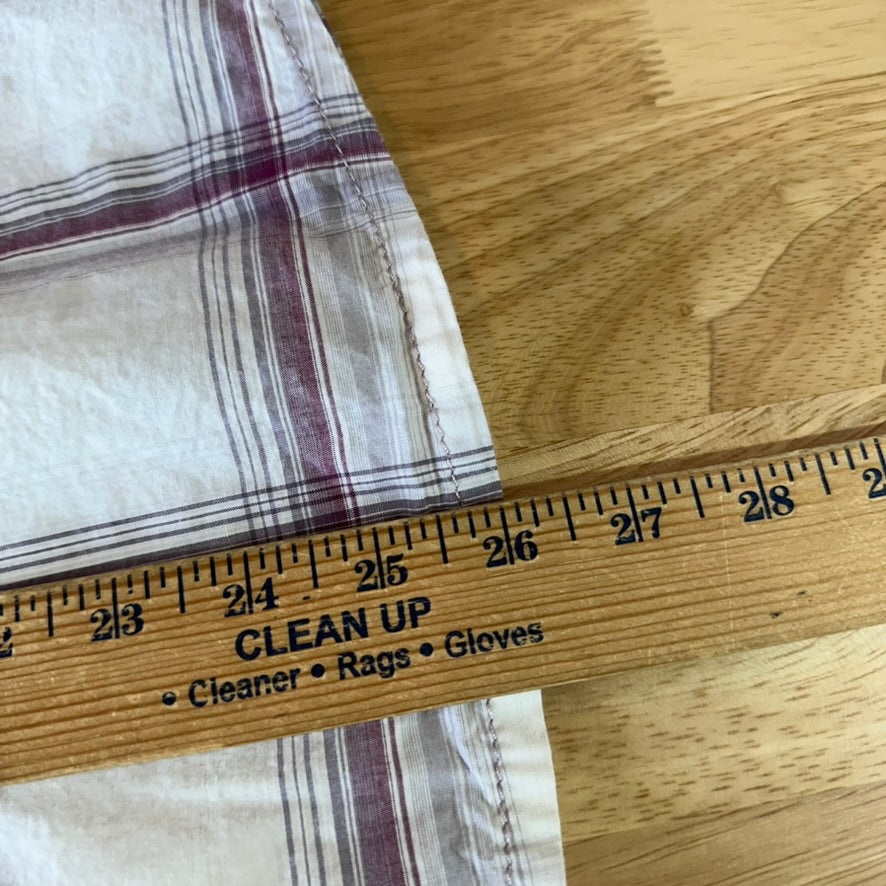 23 24 25 26 27 28
CLEAN UP
• Cleaner • Rags • Gloves